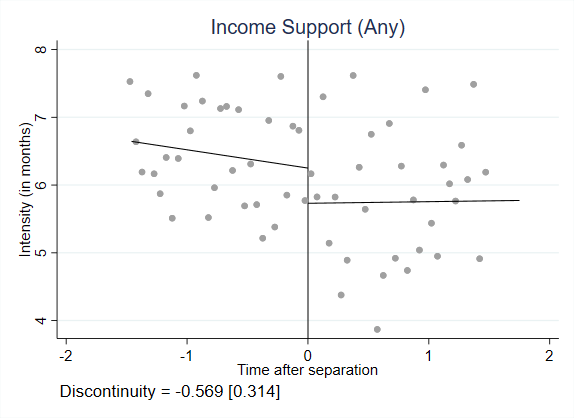 Income Support (Any)
Intensity (in months)
8
7
6
5
4
-2
-1
0
1
2
Time after separation
Discontinuity = -0.569 [0.314]